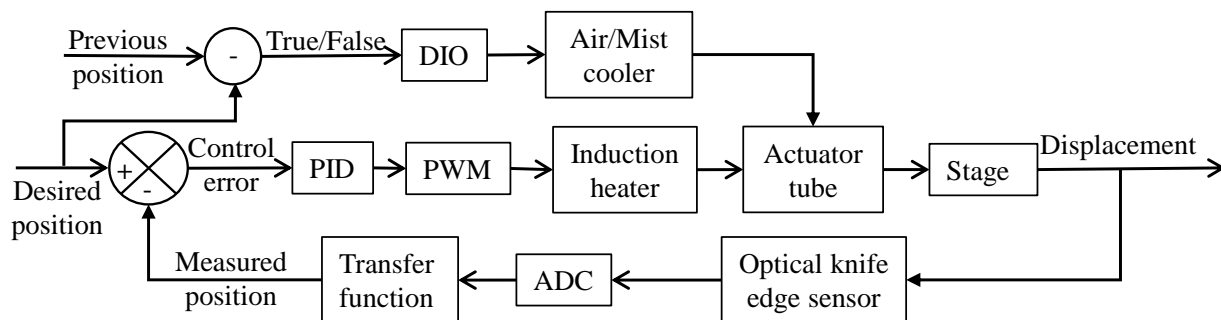 Previous
position
-
True/False
DIO
Air/Mist
cooler
Desired
position
+
-
Control
error
PID
PWM
Induction
heater
Actuator
tube
Stage
Displacement
Measured
position
Transfer
function
ADC
Optical knife
edge sensor